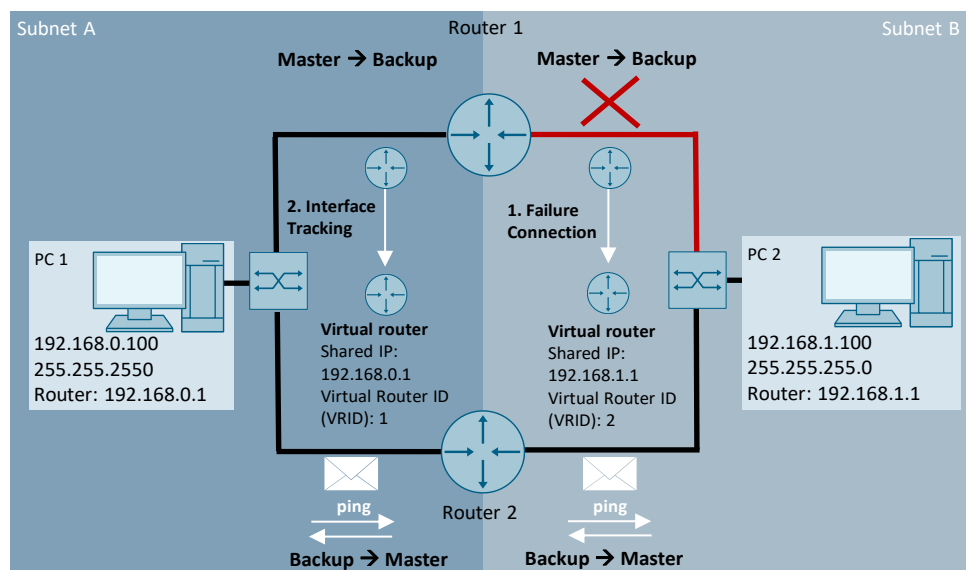 Subnet A
Router 1
Subnet B
Master → Backup
Master → Backup
2. Interface
Tracking
1. Failure
Connection
PC 1
192.168.0.100
255.255.2550
Router: 192.168.0.1
Virtual router
Shared IP:
192.168.0.1
Virtual Router ID
(VRID): 1
Virtual router
Shared IP:
192.168.1.1
Virtual Router ID
(VRID): 2
PC 2
192.168.1.100
255.255.255.0
Router: 192.168.1.1
ping
Router 2
ping
Backup → Master
Backup → Master